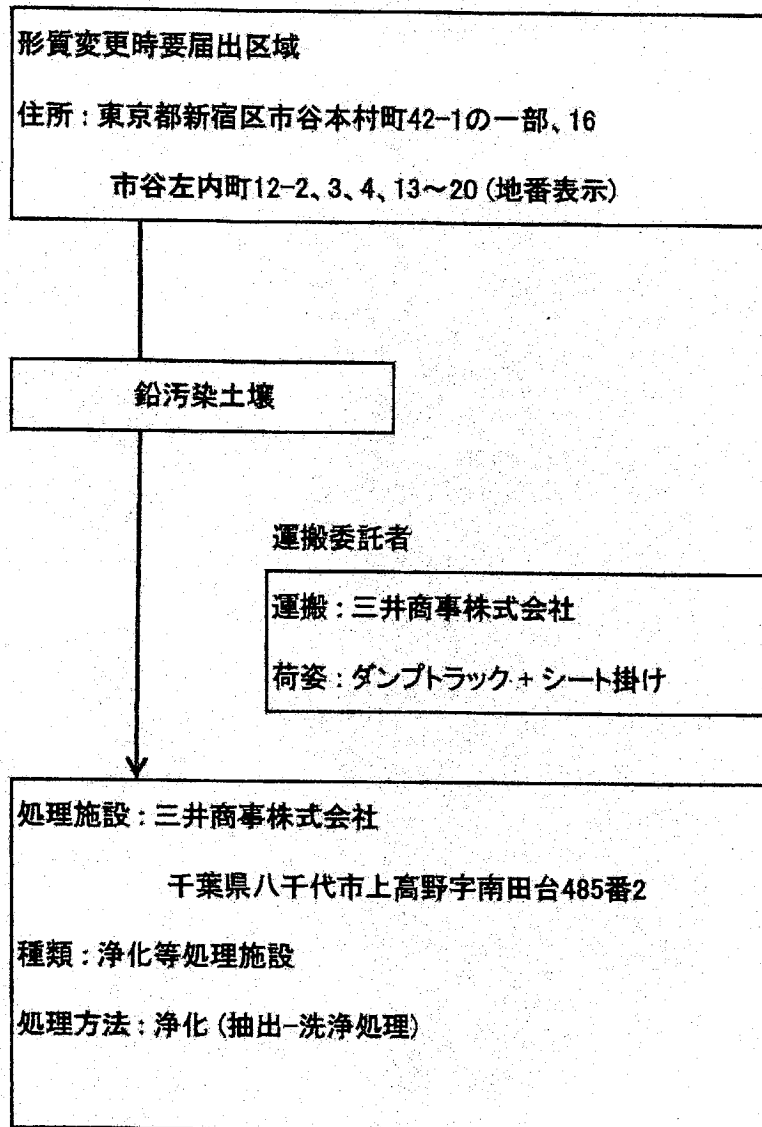 形質変更時要届出区域
住所：東京都新宿区市谷本村町42-1の一部、16
市谷左内町12-2、3、4、13～20（地番表示）
鉛汚染土壌
運搬委託者
運搬：三井商事株式会社
荷姿：ダンプトラック＋シート掛け
処理施設：三井商事株式会社
千葉県八千代市上高野字南田台485番2
種類：浄化等処理施設
処理方法：浄化（抽出-洗浄処理）